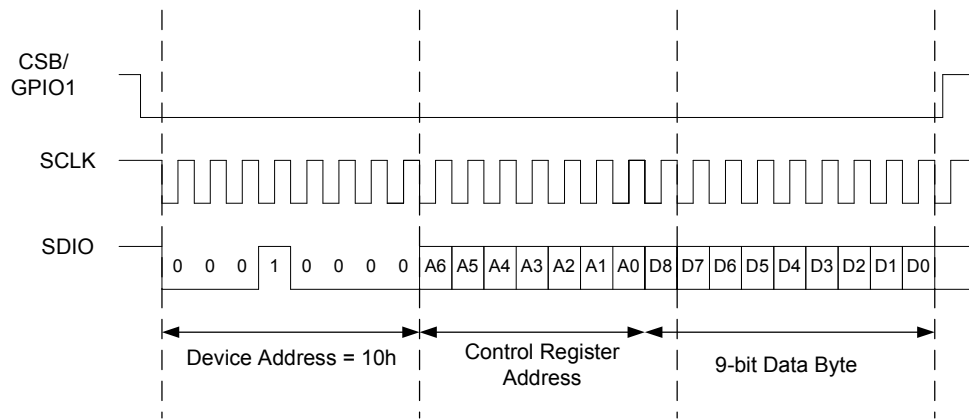 CSB/
GPIO1
SCLK
SDIO
0 0 0 1 0 0 0 0 A6 A5 A4 A3 A2 A1 A0 D8 D7 D6 D5 D4 D3 D2 D1 D0
Device Address = 10h
Control Register
Address
9-bit Data Byte